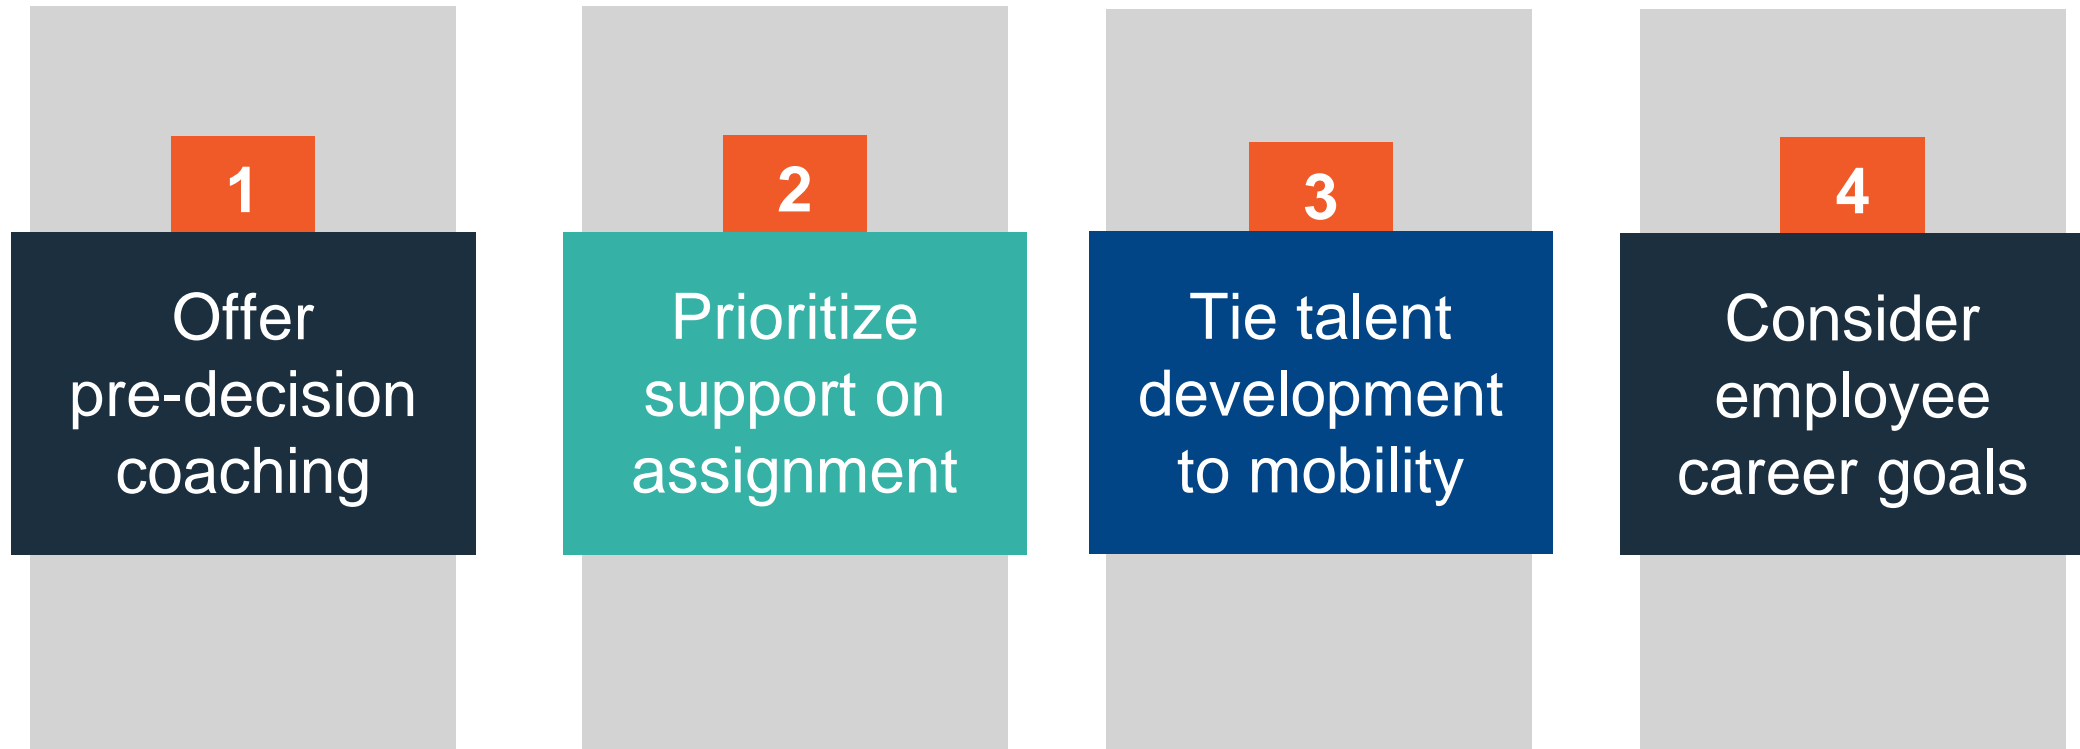 1
Offer
pre-decision
coaching
2
Prioritize
support on
assignment
3
Tie talent
development
to mobility
4
Consider
employee
career goals